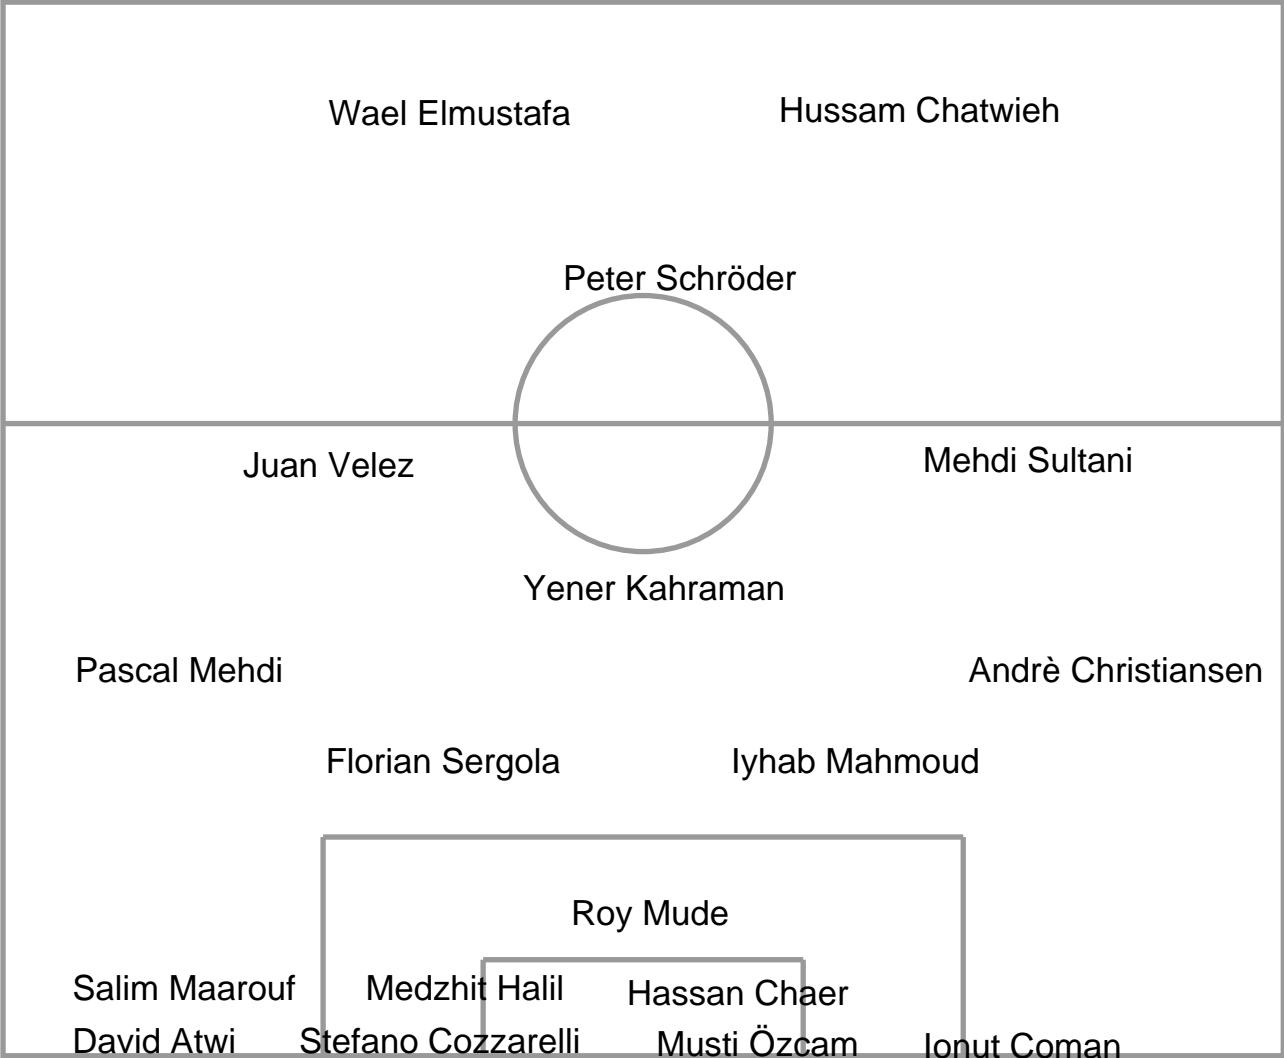 Wael Elmustafa
Hussam Chatwieh
Peter Schröder
Juan Velez
Mehdi Sultani
Yener Kahraman
Pascal Mehdi
Andrè Christiansen
Florian Sergola
Iyhab Mahmoud
Roy Mude
Salim Maarouf
Medzhit Halil
Hassan Chaer
David Atwi
Stefano Cozzarelli
Musti Özcam
Ionut Coman